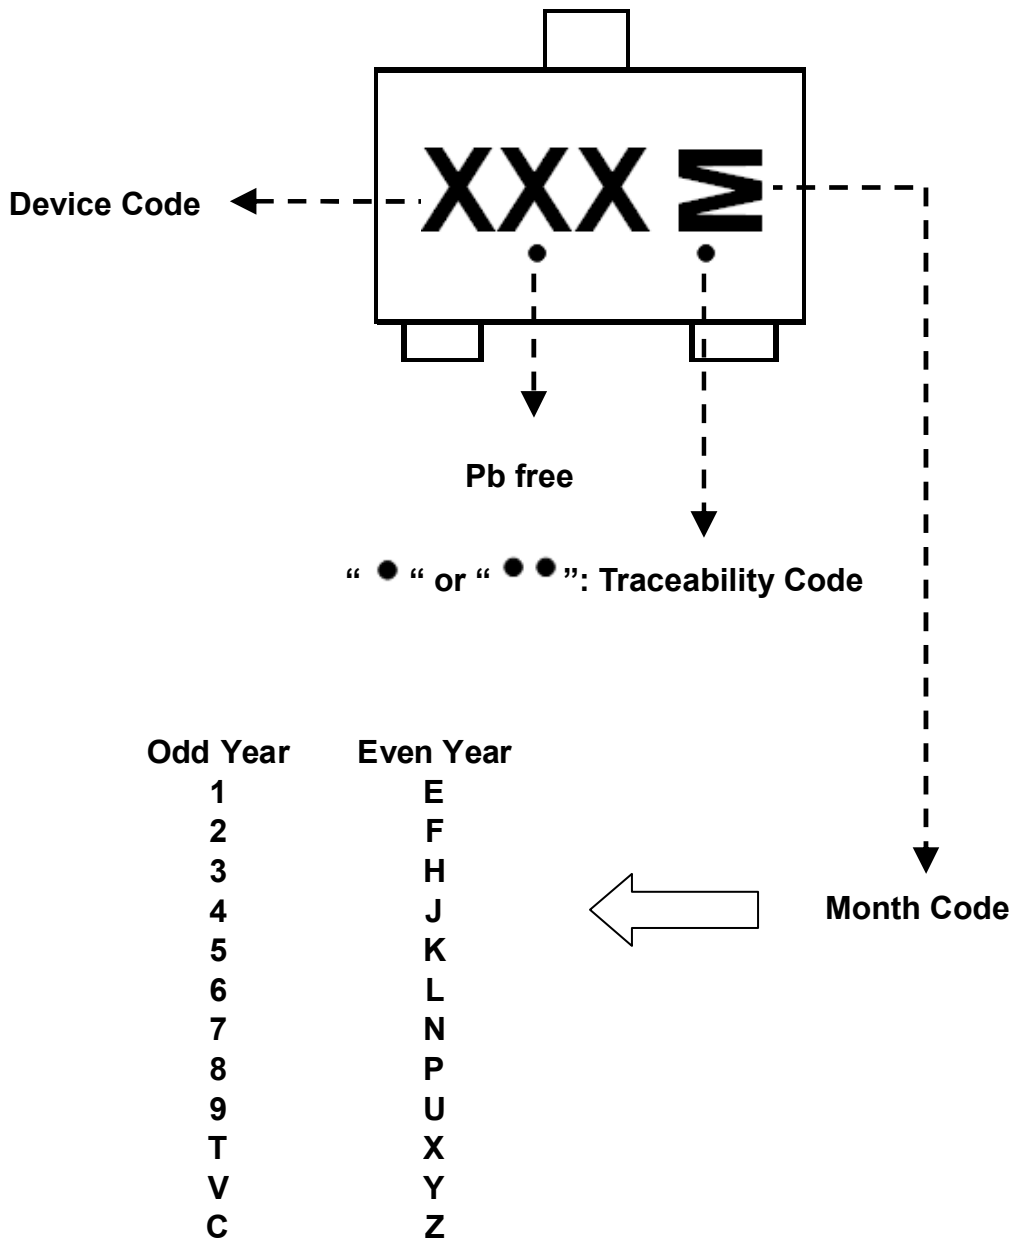 XXX M
Device Code
Pb free
“ • “ or “ • • ”: Traceability Code
Odd Year Even Year
1 E
2 F
3 H
4 J
Month Code
5 K
6 L
7 N
8 P
9 U
T X
V Y
C Z